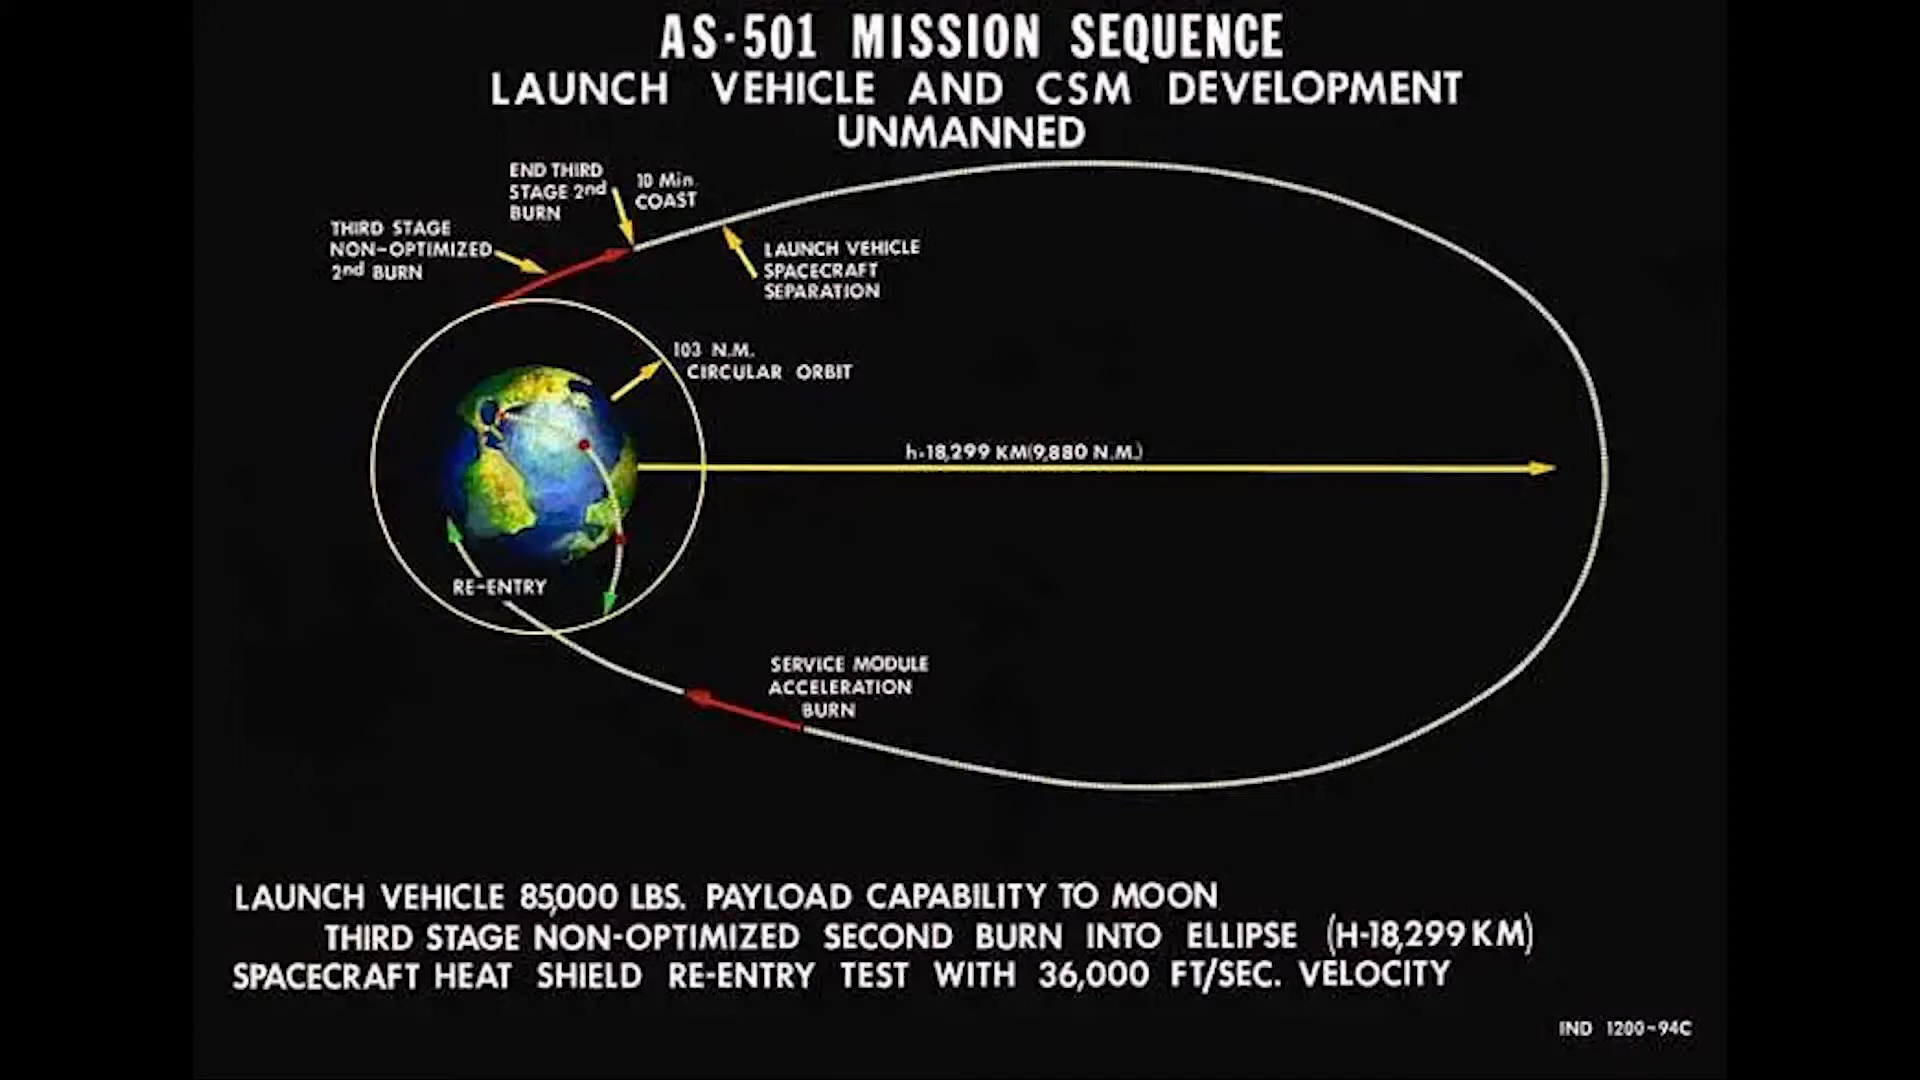 AS-501 MISSION SEQUENCE
LAUNCH VEHICLE AND CSM DEVELOPMENT
UNMANNED
END THIRD
STAGE 2nd
BURN
10 Min.
COAST
THIRD STAGE
NON-OPTIMIZED
2nd BURN
LAUNCH VEHICLE
SPACECRAFT
SEPARATION
103 N.M.
CIRCULAR ORBIT
h-18,299 KM(9,880 N.M.)
RE-ENTRY
SERVICE MODULE
ACCELERATION
BURN
LAUNCH VEHICLE 85,000 LBS. PAYLOAD CAPABILITY TO MOON
THIRD STAGE NON-OPTIMIZED SECOND BURN INTO ELLIPSE (H-18,299 KM)
SPACECRAFT HEAT SHIELD RE-ENTRY TEST WITH 36,000 FT/SEC. VELOCITY
IND 1200-94C